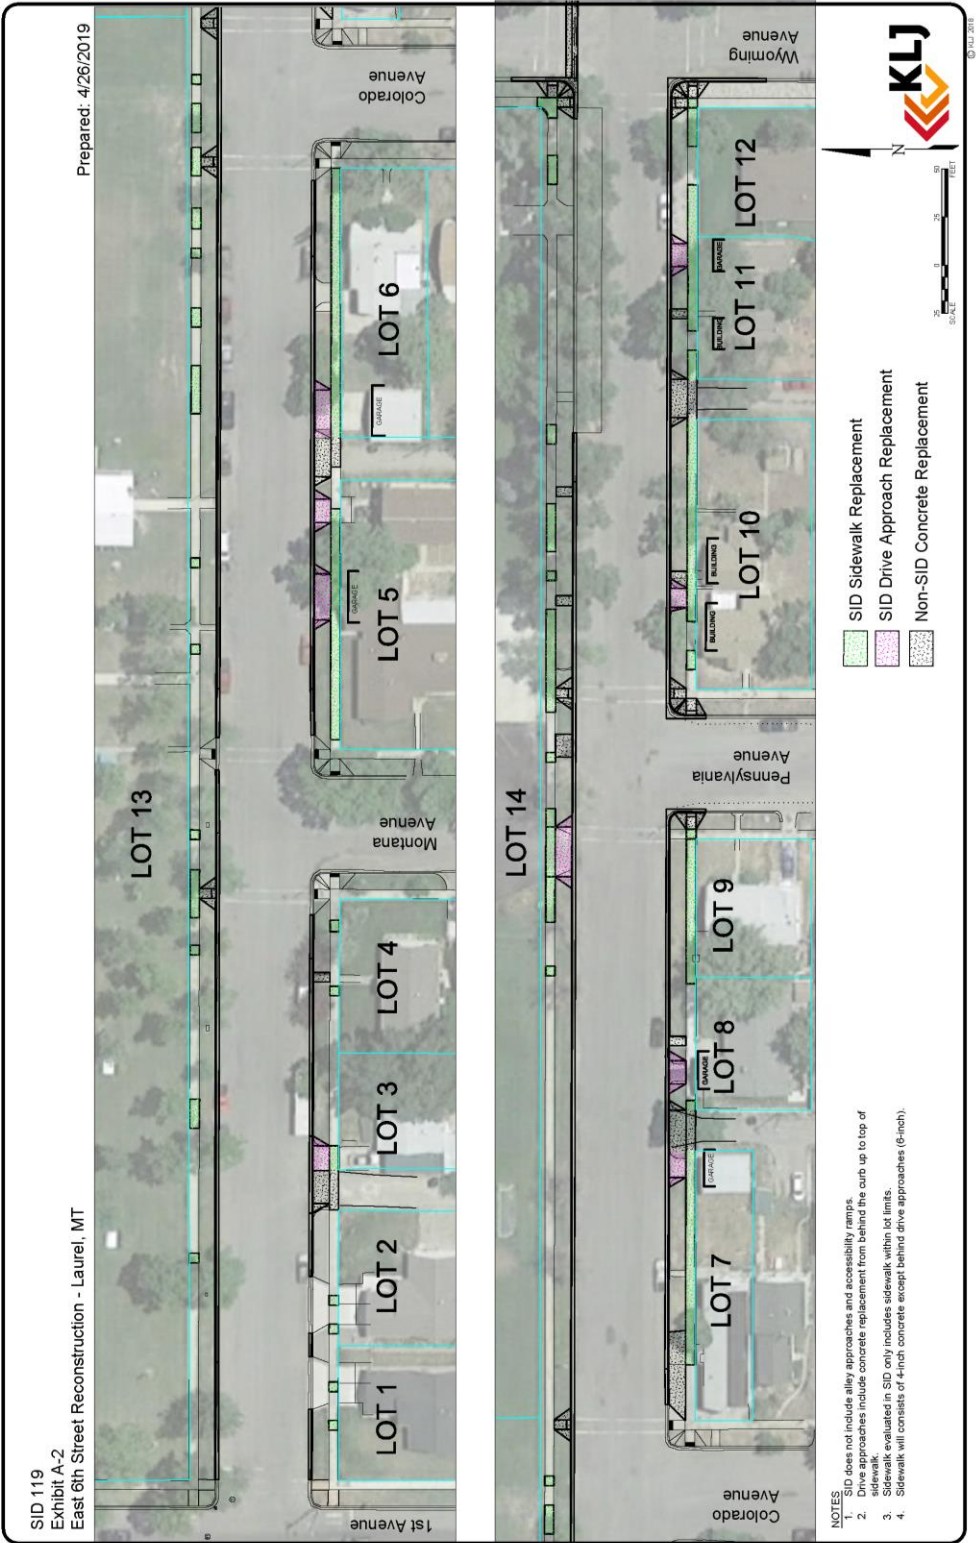 SID 119
Exhibit A-2
East 6th Street Reconstruction - Laurel, MT
Prepared: 4/26/2019
LOT 13
1st Avenue
LOT 1
LOT 2
LOT 3
LOT 4
Montana
Avenue
LOT 5
GARAGE
LOT 6
GARAGE
Colorado
Avenue
LOT 14
Colorado
Avenue
LOT 7
GARAGE
LOT 8
GARAGE
LOT 9
Pennsylvania
Avenue
LOT 10
BUILDING
BUILDING
LOT 11
BUILDING
GARAGE
LOT 12
Wyoming
Avenue
NOTES
1. SID does not include alley approaches and accessibility ramps.
2. Drive approaches include concrete replacement from behind the curb up to top of
sidewalk.
3. Sidewalk evaluated in SID only includes sidewalk within lot limits.
4. Sidewalk will consists of 4-inch concrete except behind drive approaches (6-inch).
SID Sidewalk Replacement
SID Drive Approach Replacement
Non-SID Concrete Replacement
25 0 25 50
SCALE FEET
N
KLJ
© KLJ 2018